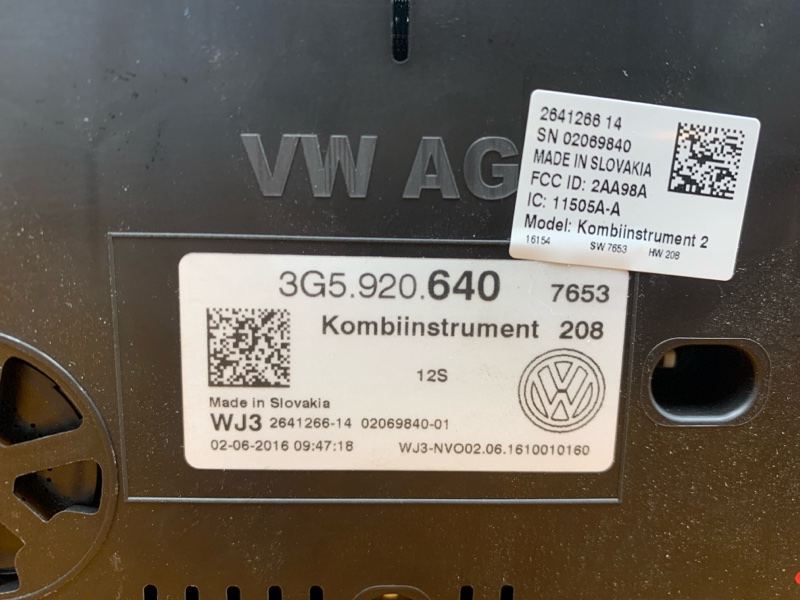 VW AG
2641266 14
SN 02069840
MADE IN SLOVAKIA
FCC ID: 2AA98A
IC: 11505A-A
Model: Kombiinstrument 2
16154 SW 7653 HW 208
3G5.920.640 7653
Kombiinstrument 208
12S
Made in Slovakia
WJ3 2641266-14 02069840-01
02-06-2016 09:47:18 WJ3-NVO02.06.1610010160